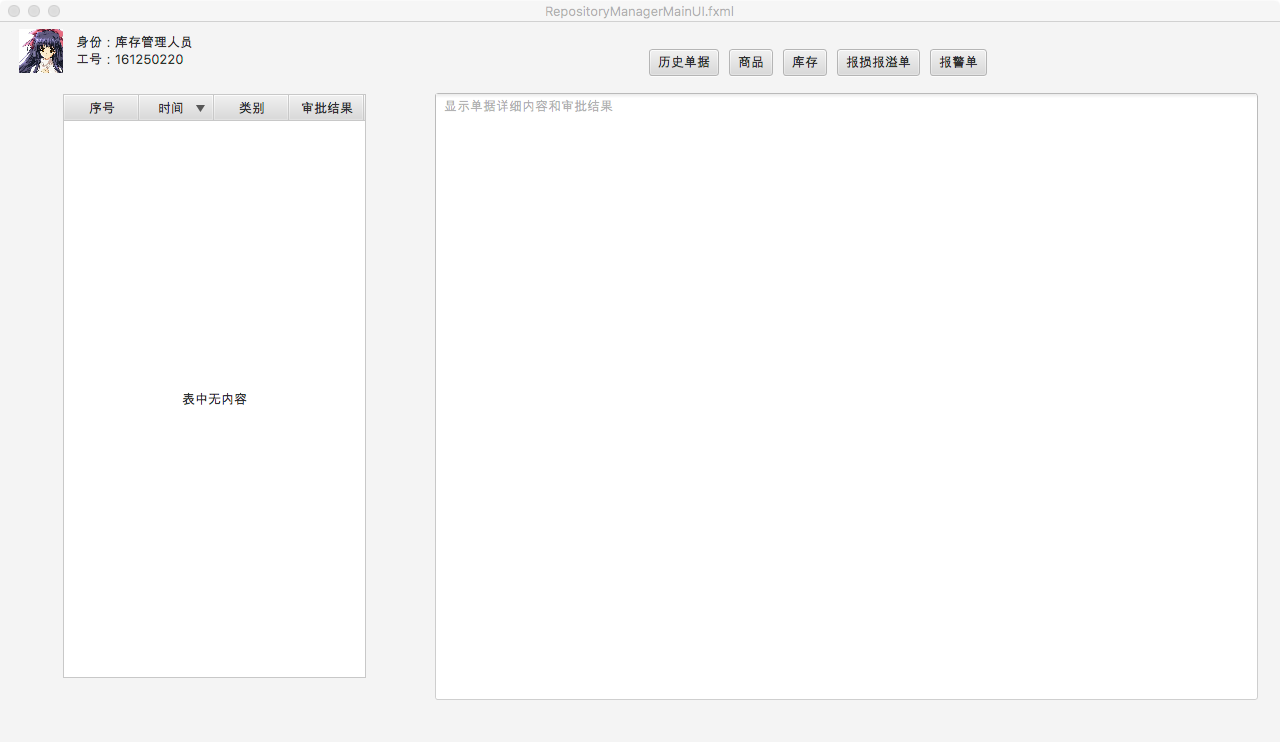 RepositoryManagerMainUI.fxml
身份：库存管理人员
工号：161250220
历史单据 商品 库存 报损报溢单 报警单
序号 时间 类别 审批结果
显示单据详细内容和审批结果
表中无内容